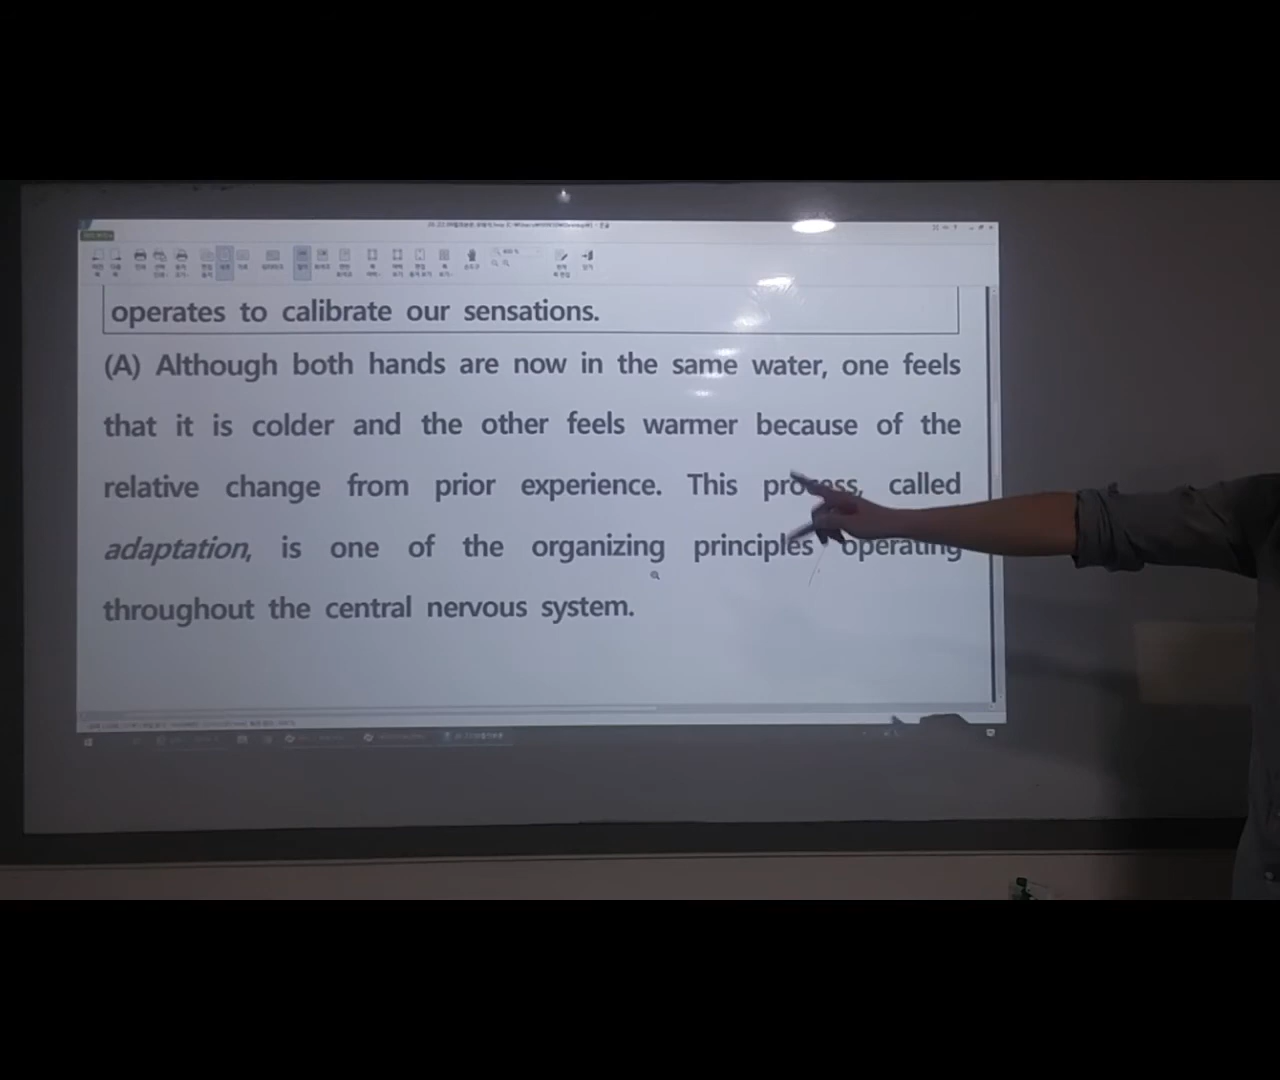 operates to calibrate our sensations.
(A) Although both hands are now in the same water, one feels
that it is colder and the other feels warmer because of the
relative change from prior experience. This process, called
adaptation, is one of the organizing principles operating
throughout the central nervous system.